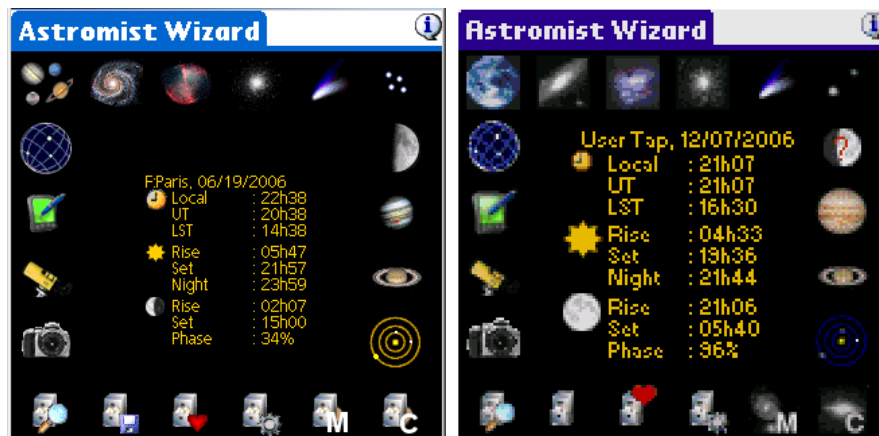 Astromist Wizard
F:Paris, 06/19/2006
Local : 22h38
UT : 20h38
LST : 14h38
Rise : 05h47
Set : 21h57
Night : 23h59
Rise : 02h07
Set : 15h00
Phase : 34%
M
C
Astromist Wizard
User Tap, 12/07/2006
Local : 21h07
UT : 21h07
LST : 16h30
Rise : 04h33
Set : 19h36
Night : 21h44
Rise : 21h06
Set : 05h40
Phase : 96%
?
M
C